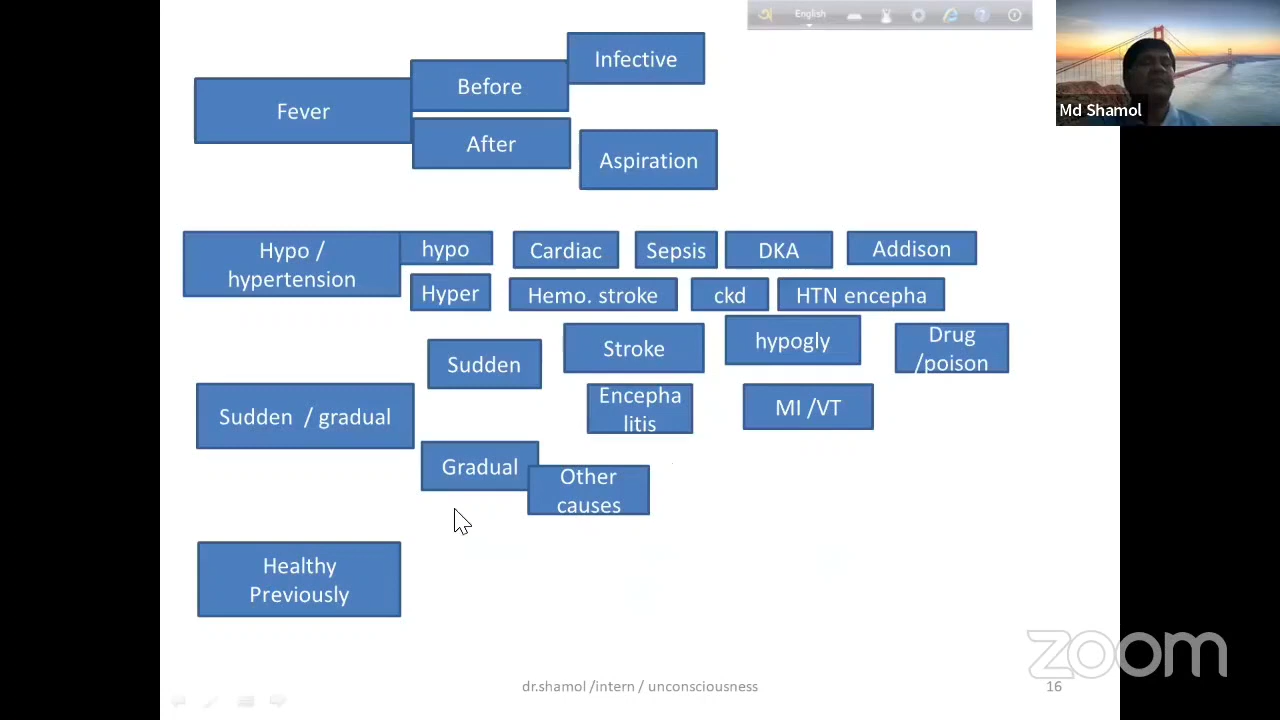 English
Md Shamol
Infective
Before
Fever
After
Aspiration
Hypo /
hypertension
hypo
Cardiac
Sepsis
DKA
Addison
Hyper
Hemo. stroke
ckd
HTN encepha
Sudden
Stroke
hypogly
Drug
/poison
Sudden / gradual
Encepha
litis
MI /VT
Gradual
Other
causes
Healthy
Previously
zoom
dr.shamol /intern / unconsciousness
16